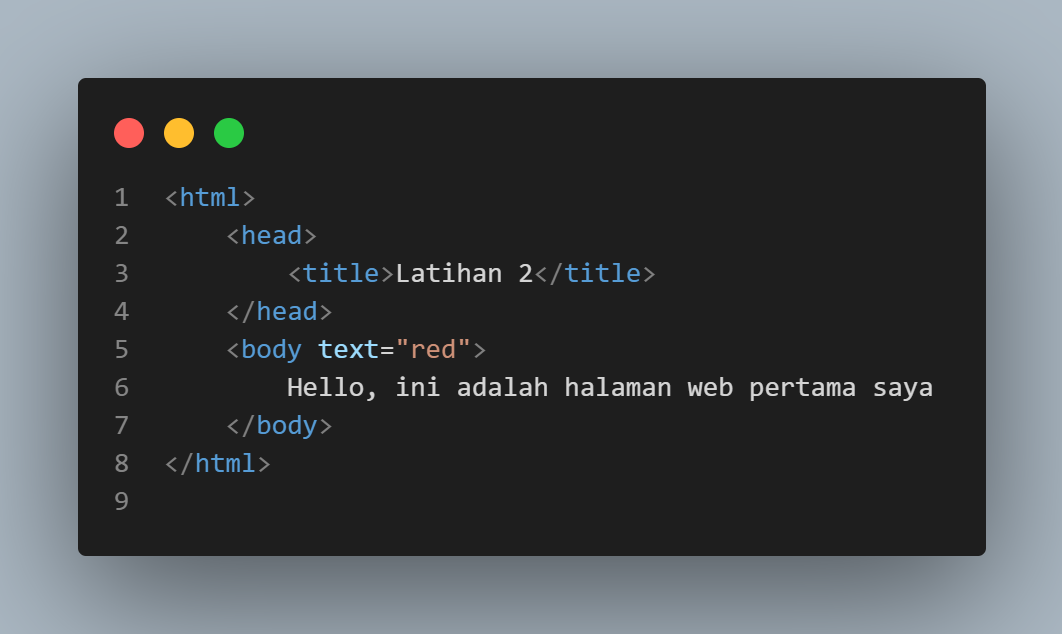 1 <html>
2     <head>
3         <title>Latihan 2</title>
4     </head>
5     <body text="red">
6         Hello, ini adalah halaman web pertama saya
7     </body>
8 </html>
9